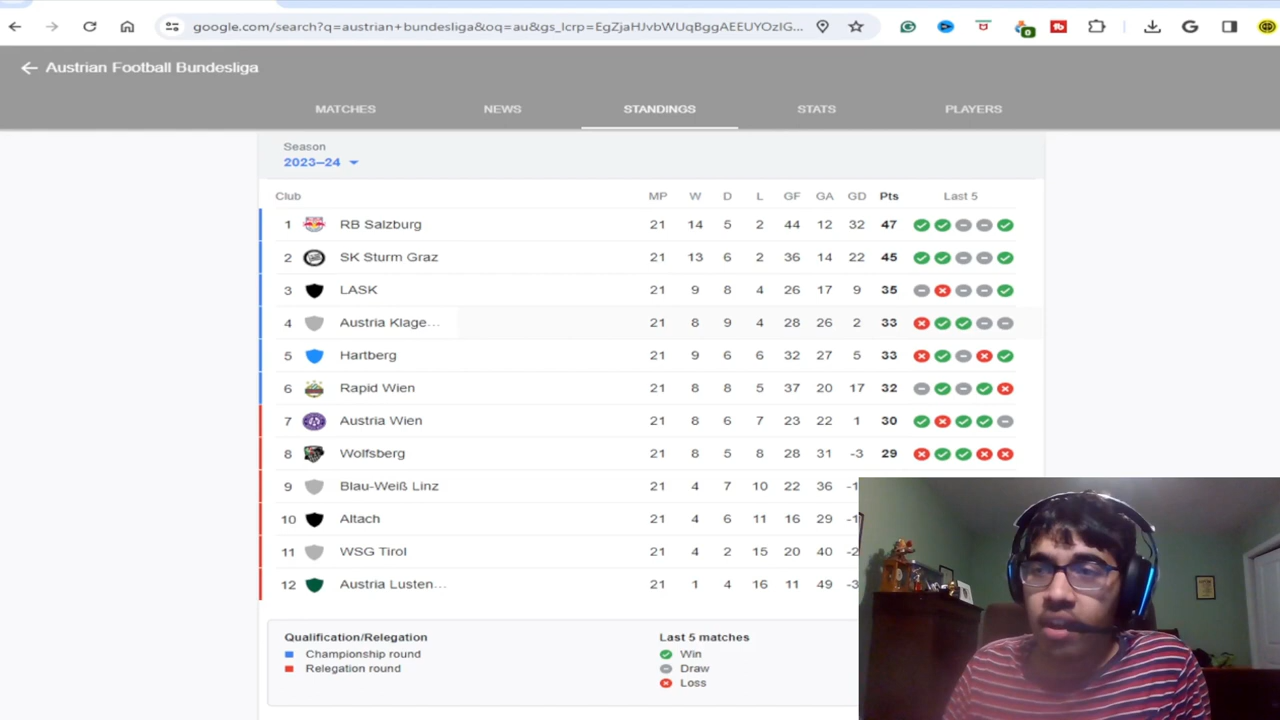 google.com/search?q=austrian+bundesliga&oq=au&gs_lcrp=EgZjaHJvbWUqBggAEEUYOzIG...
Austrian Football Bundesliga
MATCHES NEWS STANDINGS STATS PLAYERS
Season
2023–24
Club MP W D L GF GA GD Pts Last 5
1 RB Salzburg 21 14 5 2 44 12 32 47
2 SK Sturm Graz 21 13 6 2 36 14 22 45
3 LASK 21 9 8 4 26 17 9 35
4 Austria Klage... 21 8 9 4 28 26 2 33
5 Hartberg 21 9 6 6 32 27 5 33
6 Rapid Wien 21 8 8 5 37 20 17 32
7 Austria Wien 21 8 6 7 23 22 1 30
8 Wolfsberg 21 8 5 8 28 31 -3 29
9 Blau-Weiß Linz 21 4 7 10 22 36 -1
10 Altach 21 4 6 11 16 29 -1
11 WSG Tirol 21 4 2 15 20 40 -2
12 Austria Lusten... 21 1 4 16 11 49 -3
Qualification/Relegation
Championship round
Relegation round
Last 5 matches
Win
Draw
Loss